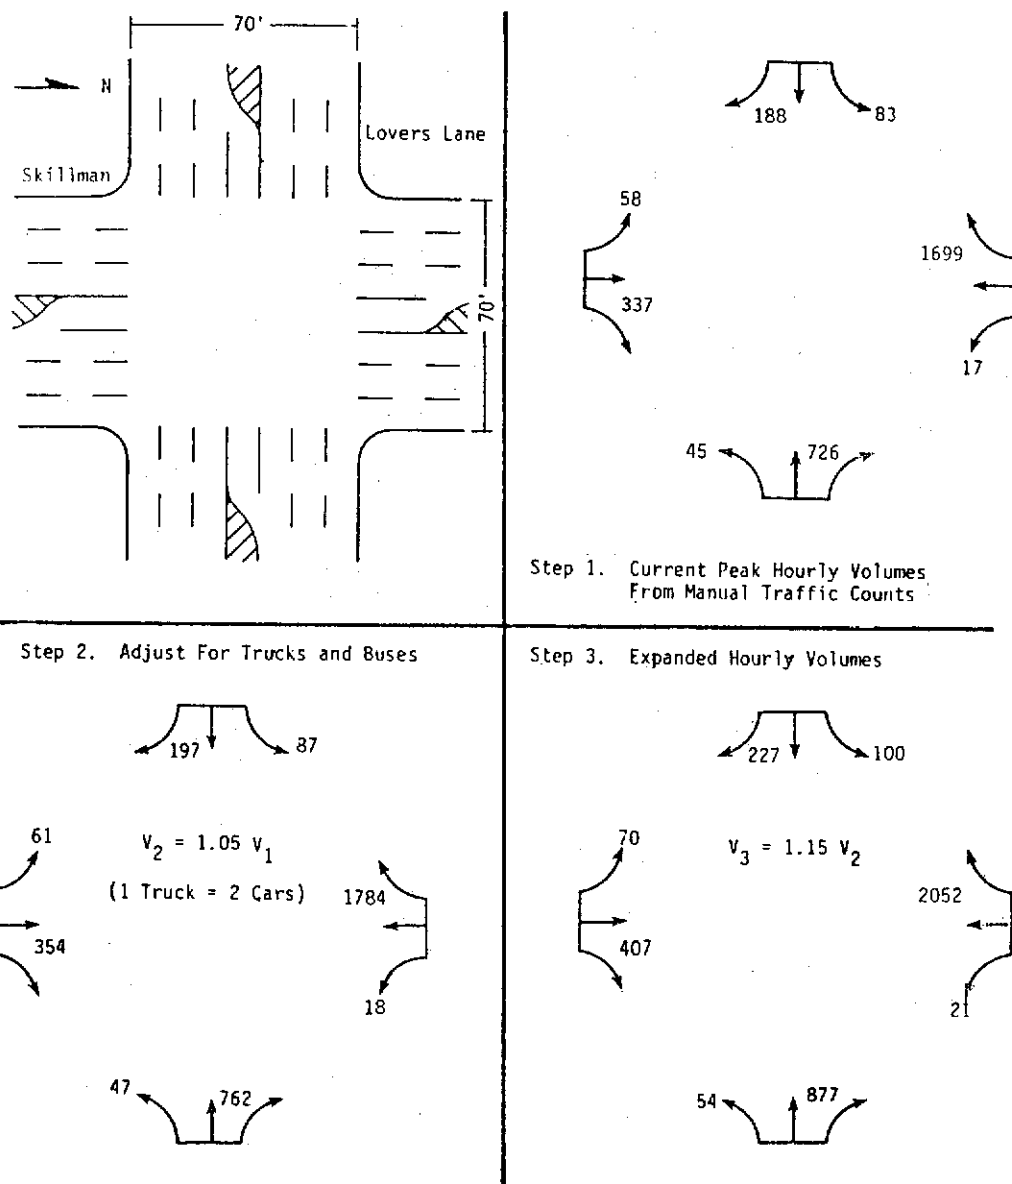 70'
N
Lovers Lane
Skillman
70'
188
83
58
1699
337
17
45
726
Step 1. Current Peak Hourly Volumes
From Manual Traffic Counts
Step 2. Adjust For Trucks and Buses
197
87
61
V2 = 1.05 V1
(1 Truck = 2 Cars)
1784
354
18
47
762
Step 3. Expanded Hourly Volumes
227
100
70
V3 = 1.15 V2
2052
407
21
54
877